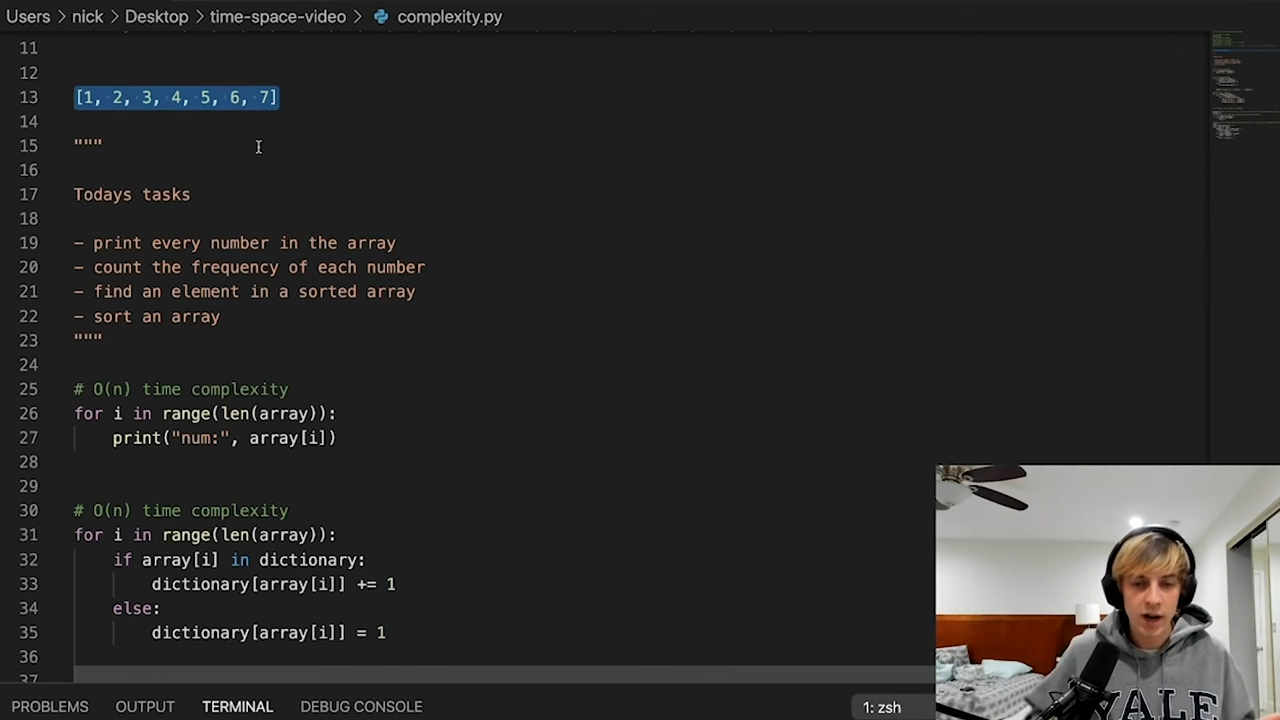 Users > nick > Desktop > time-space-video > complexity.py
11
12
13 [1, 2, 3, 4, 5, 6, 7]
14
15 """
16
17 Todays tasks
18
19 - print every number in the array
20 - count the frequency of each number
21 - find an element in a sorted array
22 - sort an array
23 """
24
25 # O(n) time complexity
26 for i in range(len(array)):
27 print("num:", array[i])
28
29
30 # O(n) time complexity
31 for i in range(len(array)):
32 if array[i] in dictionary:
33 dictionary[array[i]] += 1
34 else:
35 dictionary[array[i]] = 1
36
37
PROBLEMS OUTPUT TERMINAL DEBUG CONSOLE 1: zsh
YALE